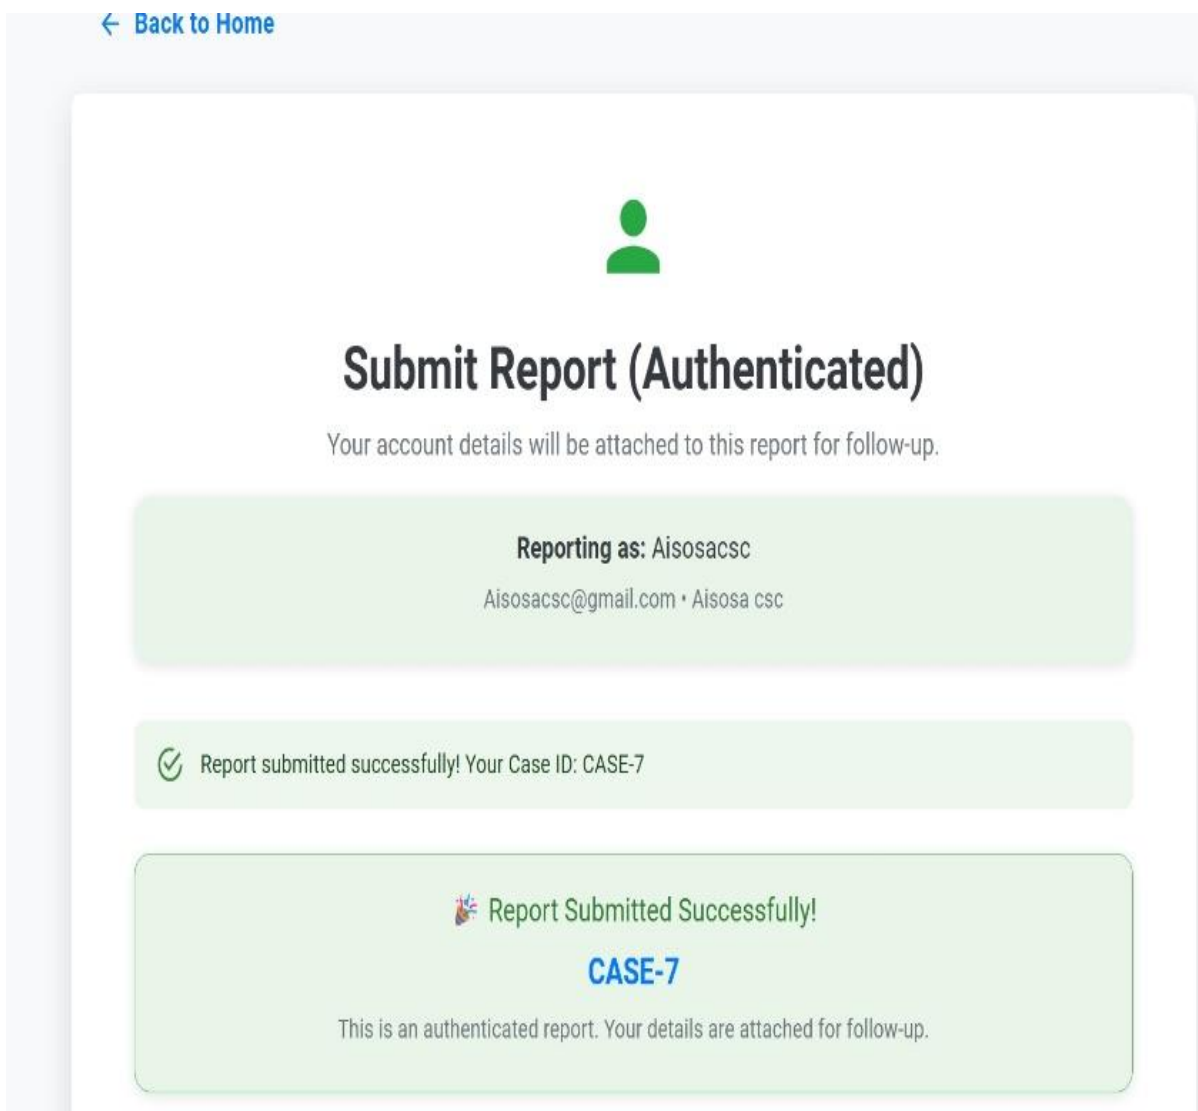 ← Back to Home
Submit Report (Authenticated)
Your account details will be attached to this report for follow-up.
Reporting as: Aisosacsc
Aisosacsc@gmail.com • Aisosa csc
Report submitted successfully! Your Case ID: CASE-7
🎉 Report Submitted Successfully!
CASE-7
This is an authenticated report. Your details are attached for follow-up.